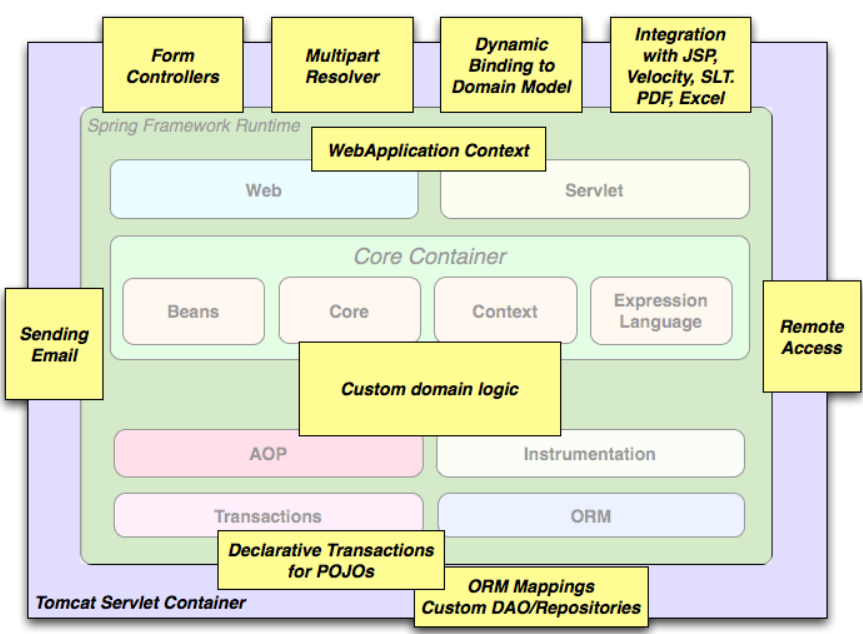 Form
Controllers
Multipart
Resolver
Dynamic
Binding to
Domain Model
Integration
with JSP,
Velocity, SLT.
PDF, Excel
Spring Framework Runtime
WebApplication Context
Web
Servlet
Core Container
Beans
Core
Context
Expression
Language
Sending
Email
Remote
Access
Custom domain logic
AOP
Instrumentation
Transactions
ORM
Declarative Transactions
for POJOs
ORM Mappings
Custom DAO/Repositories
Tomcat Servlet Container